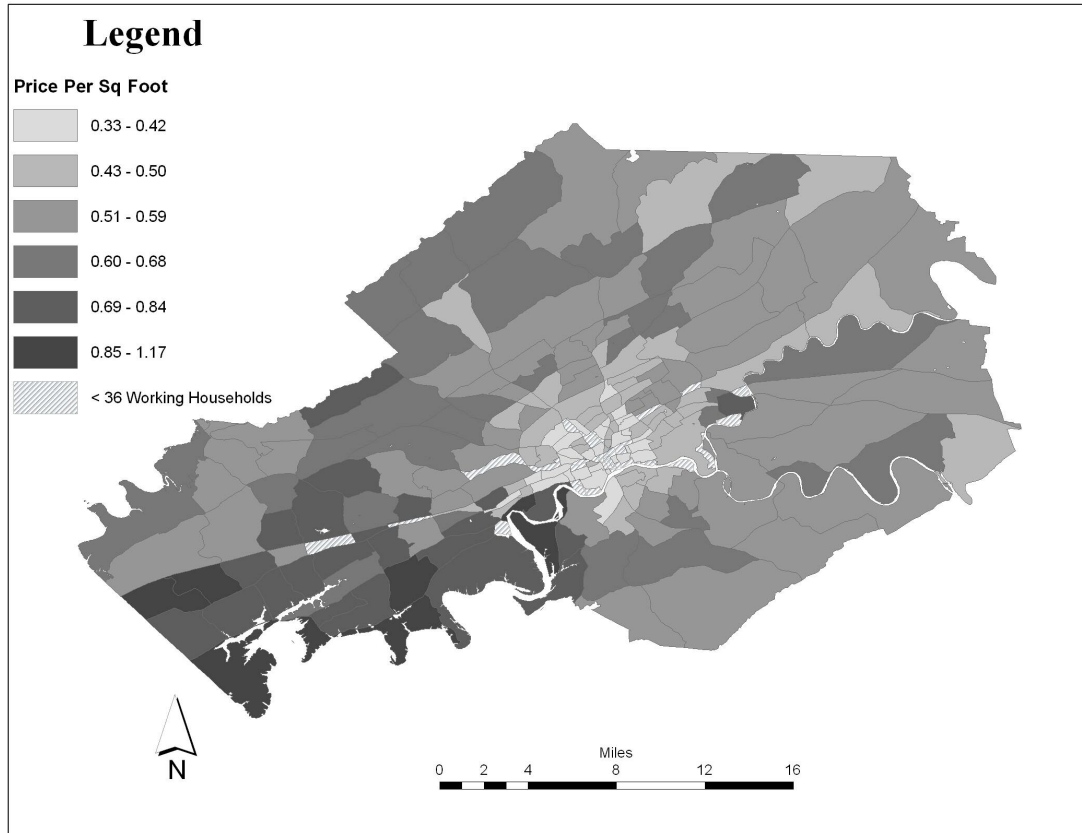 Legend
Price Per Sq Foot
0.33 - 0.42
0.43 - 0.50
0.51 - 0.59
0.60 - 0.68
0.69 - 0.84
0.85 - 1.17
< 36 Working Households
N
Miles
0 2 4 8 12 16